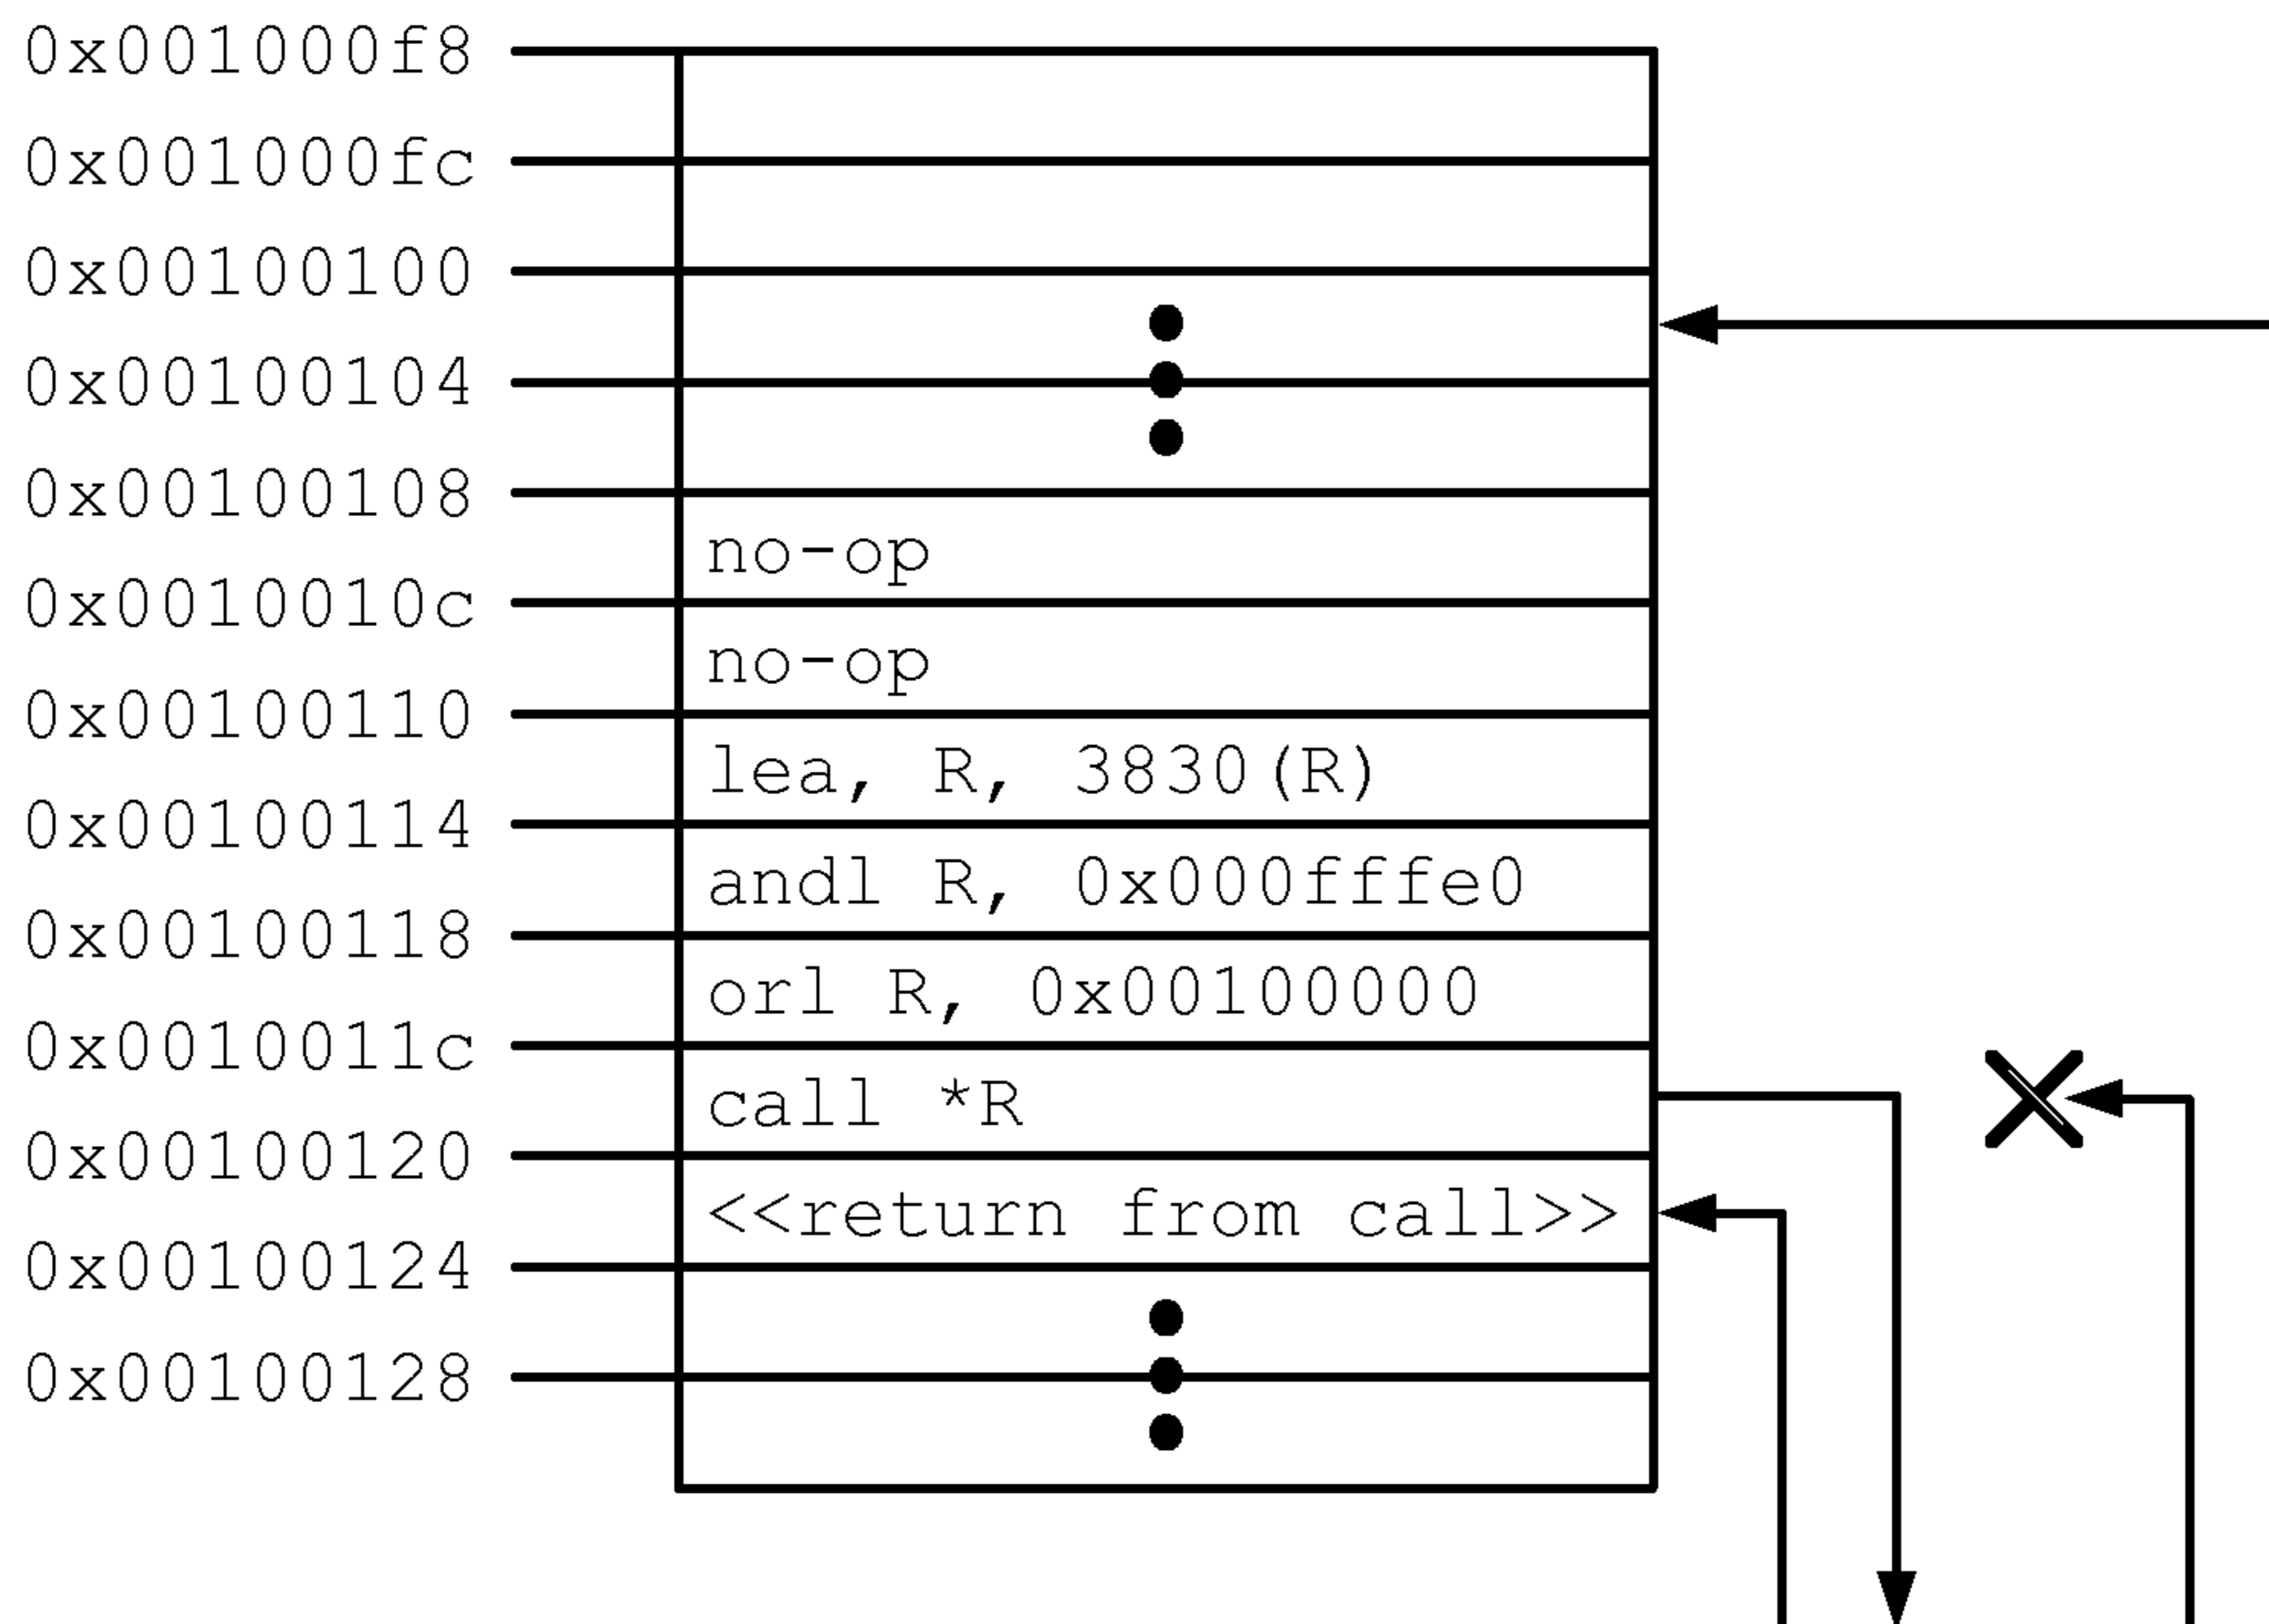 0x001000f8
0x001000fc
0x00100100
0x00100104
0x00100108
no-op
0x0010010c
no-op
0x00100110
lea, R, 3830(R)
0x00100114
andl R, 0x000fffe0
0x00100118
orl R, 0x00100000
0x0010011c
call *R
0x00100120
<<return from call>>
0x00100124
0x00100128